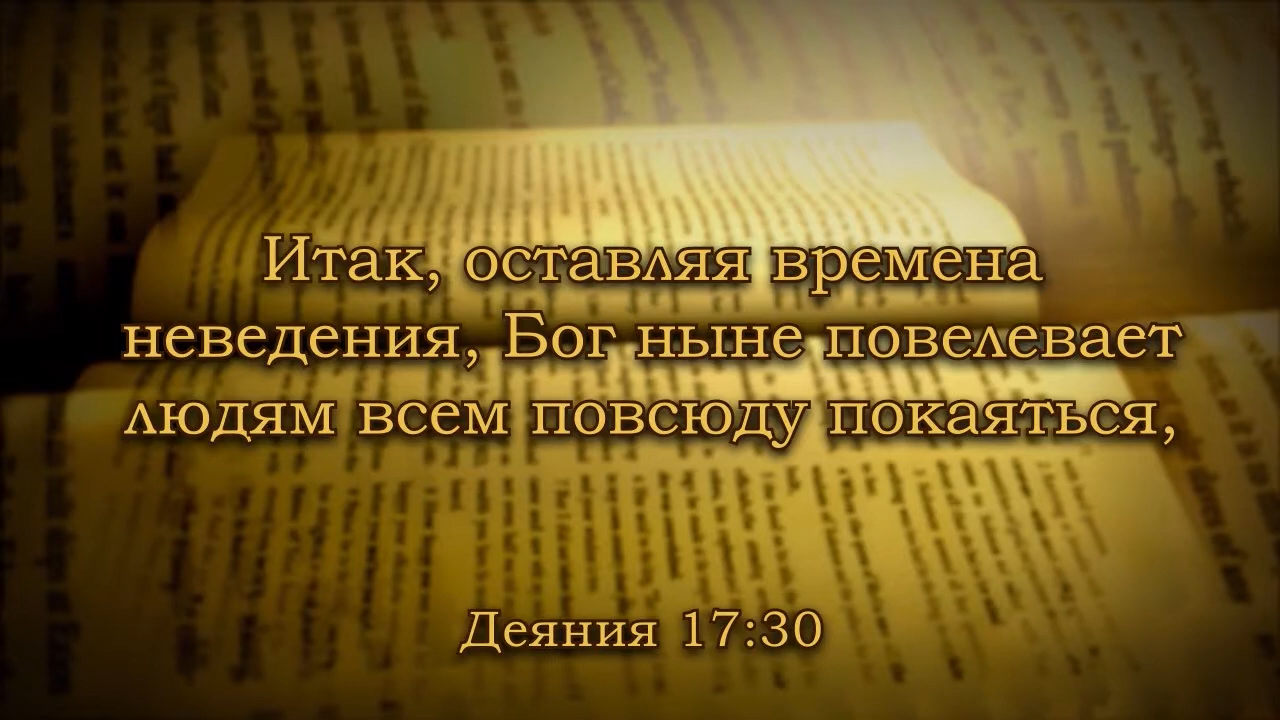 Итак, оставляя времена
неведения, Бог ныне повелевает
людям всем повсюду покаяться,
Деяния 17:30